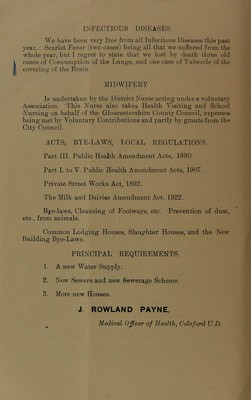 INFECTIOUS DISEASES.
We have been very free from all Infectious Diseases this past
year. Scarlet Fever (two cases) being all that we suffered from the
whole year, but I regret to state that we lost by death three old
cases of Consumption of the Lungs, and one case of Tubercle of the
covering of the Brain.
MIDWIFERY
Is undertaken by the District Nurse acting under a voluntary
Association. This Nurse also takes Health Visiting and School
Nursing on behalf of the Gloucestershire County Council, expenses
being met by Voluntary Contributions and partly by grants from the
City Council.
ACTS, BYE-LAWS, LOCAL REGULATIONS.
Part III. Public Health Amendment Acts, 1890.
Part I. to V. Public Health Amendment Acts, 1907.
Private Street Works Act, 1892.
The Milk and Dairies Amendment Act, 1922.
Bye-laws, Cleansing of Footways, etc. Prevention of dust,
etc., from animals.
Common Lodging Houses, Slaughter Houses, and the New
Building Bye-Laws.
PRINCIPAL REQUIREMENTS.
1. A new Water Supply.
2. New Sewers and new Sewerage Scheme.
3. More new Houses.
J. ROWLAND PAYNE,
Medical Officer of Health, Coleford U.D.